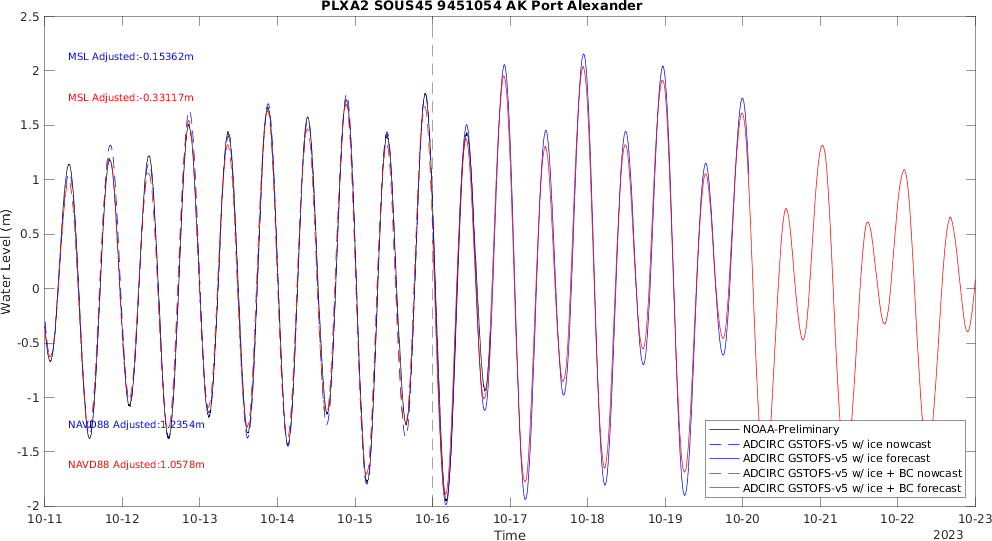 PLXA2 SOUS45 9451054 AK Port Alexander
2.5
2
1.5
1
0.5
0
-0.5
-1
-1.5
-2
Water Level (m)
MSL Adjusted:-0.15362m
MSL Adjusted:-0.33117m
NAVD88 Adjusted:1.2354m
NAVD88 Adjusted:1.0578m
NOAA-Preliminary
ADCIRC GSTOFS-v5 w/ ice nowcast
ADCIRC GSTOFS-v5 w/ ice forecast
ADCIRC GSTOFS-v5 w/ ice + BC nowcast
ADCIRC GSTOFS-v5 w/ ice + BC forecast
10-11 10-12 10-13 10-14 10-15 10-16 10-17 10-18 10-19 10-20 10-21 10-22 10-23
Time
2023